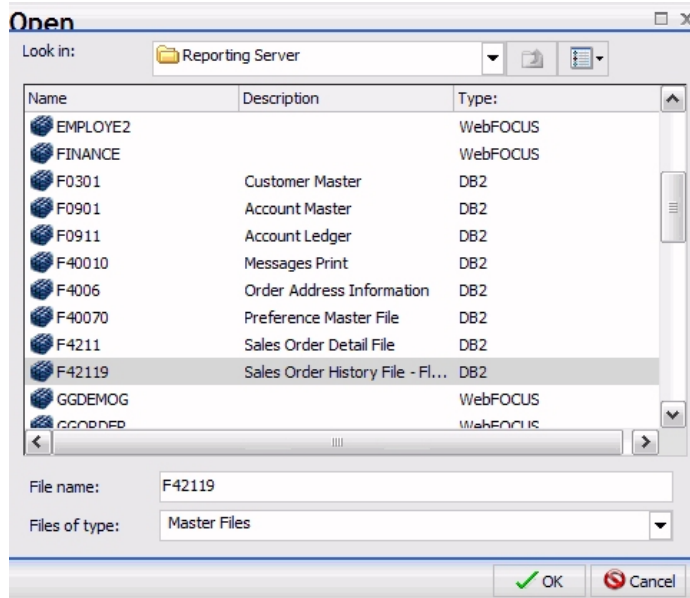 Open
Look in: Reporting Server
Name Description Type:
EMPLOYE2 WebFOCUS
FINANCE WebFOCUS
F0301 Customer Master DB2
F0901 Account Master DB2
F0911 Account Ledger DB2
F40010 Messages Print DB2
F4006 Order Address Information DB2
F40070 Preference Master File DB2
F4211 Sales Order Detail File DB2
F42119 Sales Order History File - Fl... DB2
GGDEMOG WebFOCUS
GGORDER WebFOCUS
File name: F42119
Files of type: Master Files
OK Cancel